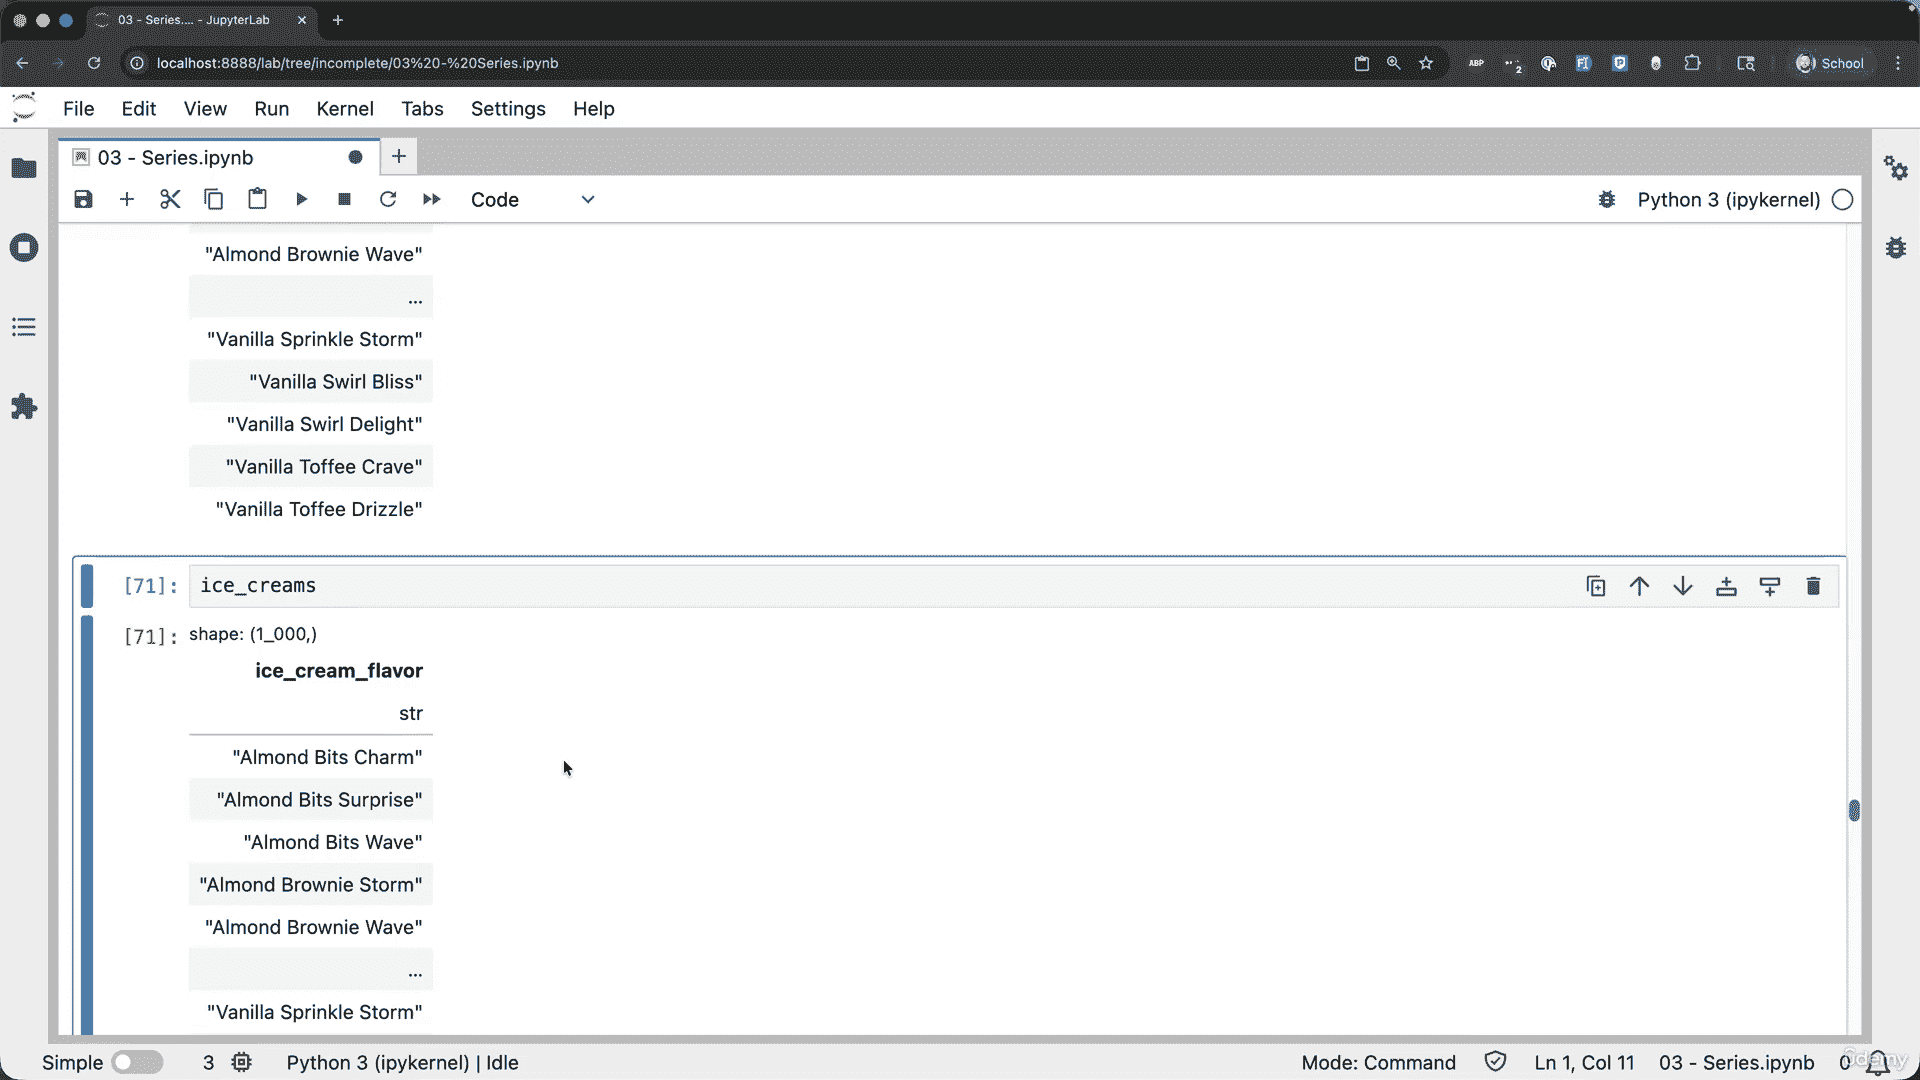 03 - Series.... - JupyterLab
localhost:8888/lab/tree/incomplete/03%20-%20Series.ipynb
ABP
2
School
File Edit View Run Kernel Tabs Settings Help
03 - Series.ipynb
Code
Python 3 (ipykernel)
"Almond Brownie Wave"
...
"Vanilla Sprinkle Storm"
"Vanilla Swirl Bliss"
"Vanilla Swirl Delight"
"Vanilla Toffee Crave"
"Vanilla Toffee Drizzle"
[71]: ice_creams
[71]: shape: (1_000,)
ice_cream_flavor
str
"Almond Bits Charm"
"Almond Bits Surprise"
"Almond Bits Wave"
"Almond Brownie Storm"
"Almond Brownie Wave"
...
"Vanilla Sprinkle Storm"
Simple 3 Python 3 (ipykernel) | Idle Mode: Command Ln 1, Col 11 03 - Series.ipynb 0
udemy